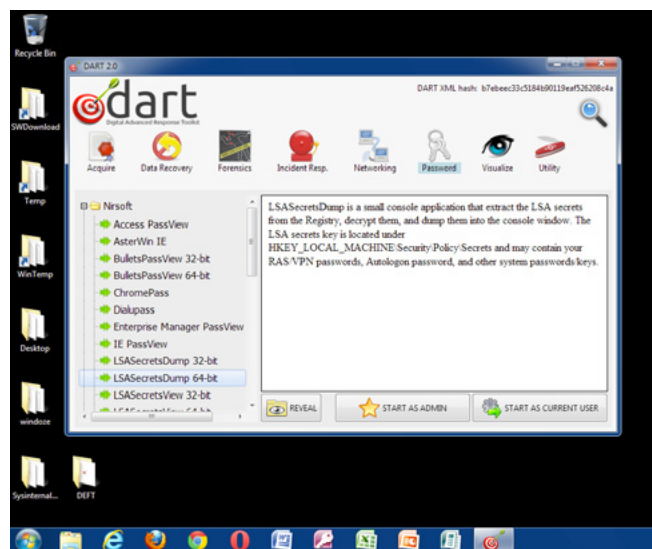 Recycle Bin
DART 2.0
DART XML hash: b7ebeec33c5184b90119eaf526208c4a
dart
Digital Advanced Response Toolkit
SWDownload
Acquire Data Recovery Forensics Incident Resp. Networking Password Visualize Utility
Temp
Nirsoft
Access PassView
AsterWin IE
BulletsPassView 32-bit
BulletsPassView 64-bit
ChromePass
Dialupass
Enterprise Manager PassView
IE PassView
LSASecretsDump 32-bit
LSASecretsDump 64-bit
LSASecretsView 32-bit
LSASecretsView 64-bit
LSASecretsDump is a small console application that extract the LSA secrets
from the Registry, decrypt them, and dump them into the console window. The
LSA secrets key is located under
HKEY_LOCAL_MACHINE\Security\Policy\Secrets and may contain your
RAS/VPN passwords, Autologon password, and other system passwords/keys.
REVEAL START AS ADMIN START AS CURRENT USER
WinTemp
Desktop
windoze
Sysinternal... DEFT